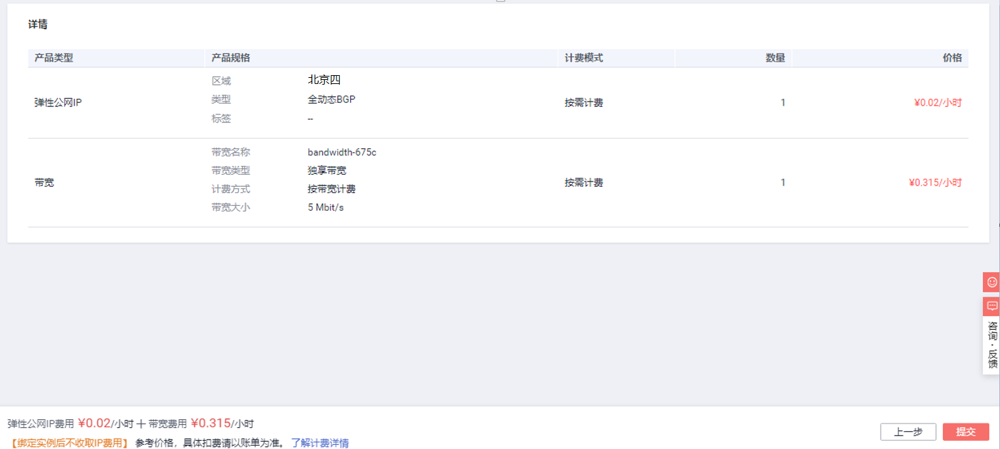 详情
产品类型 产品规格 计费模式 数量 价格
弹性公网IP 区域 北京四 按需计费 1 ¥0.02/小时
类型 全动态BGP
标签 --
带宽 带宽名称 bandwidth-675c 按需计费 1 ¥0.315/小时
带宽类型 独享带宽
计费方式 按带宽计费
带宽大小 5 Mbit/s
咨询·反馈
弹性公网IP费用 ¥0.02/小时 + 带宽费用 ¥0.315/小时
【绑定实例后不收取IP费用】 参考价格，具体扣费请以账单为准。 了解计费详情
上一步 提交